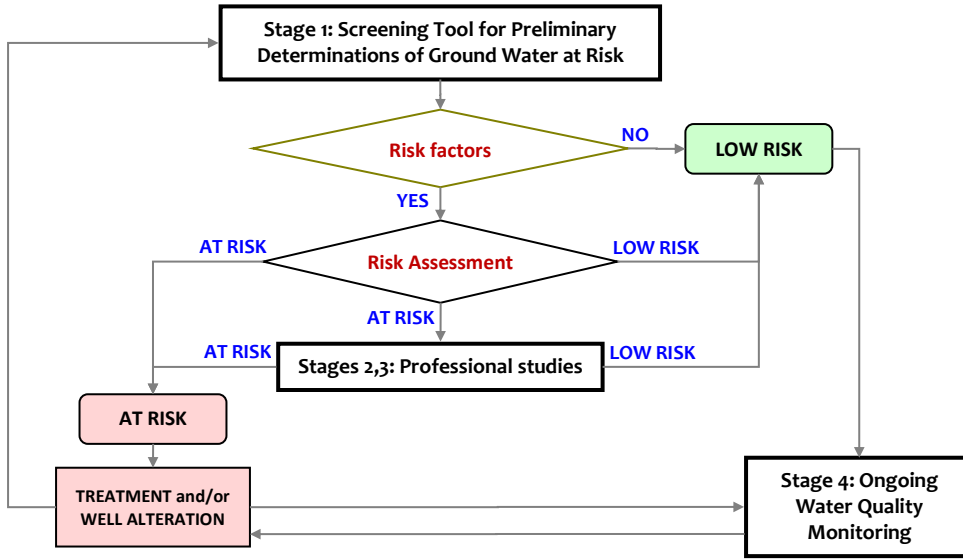 Stage 1: Screening Tool for Preliminary
Determinations of Ground Water at Risk
Risk factors
NO
LOW RISK
YES
AT RISK
Risk Assessment
LOW RISK
AT RISK
AT RISK
Stages 2,3: Professional studies
LOW RISK
AT RISK
TREATMENT and/or
WELL ALTERATION
Stage 4: Ongoing
Water Quality
Monitoring